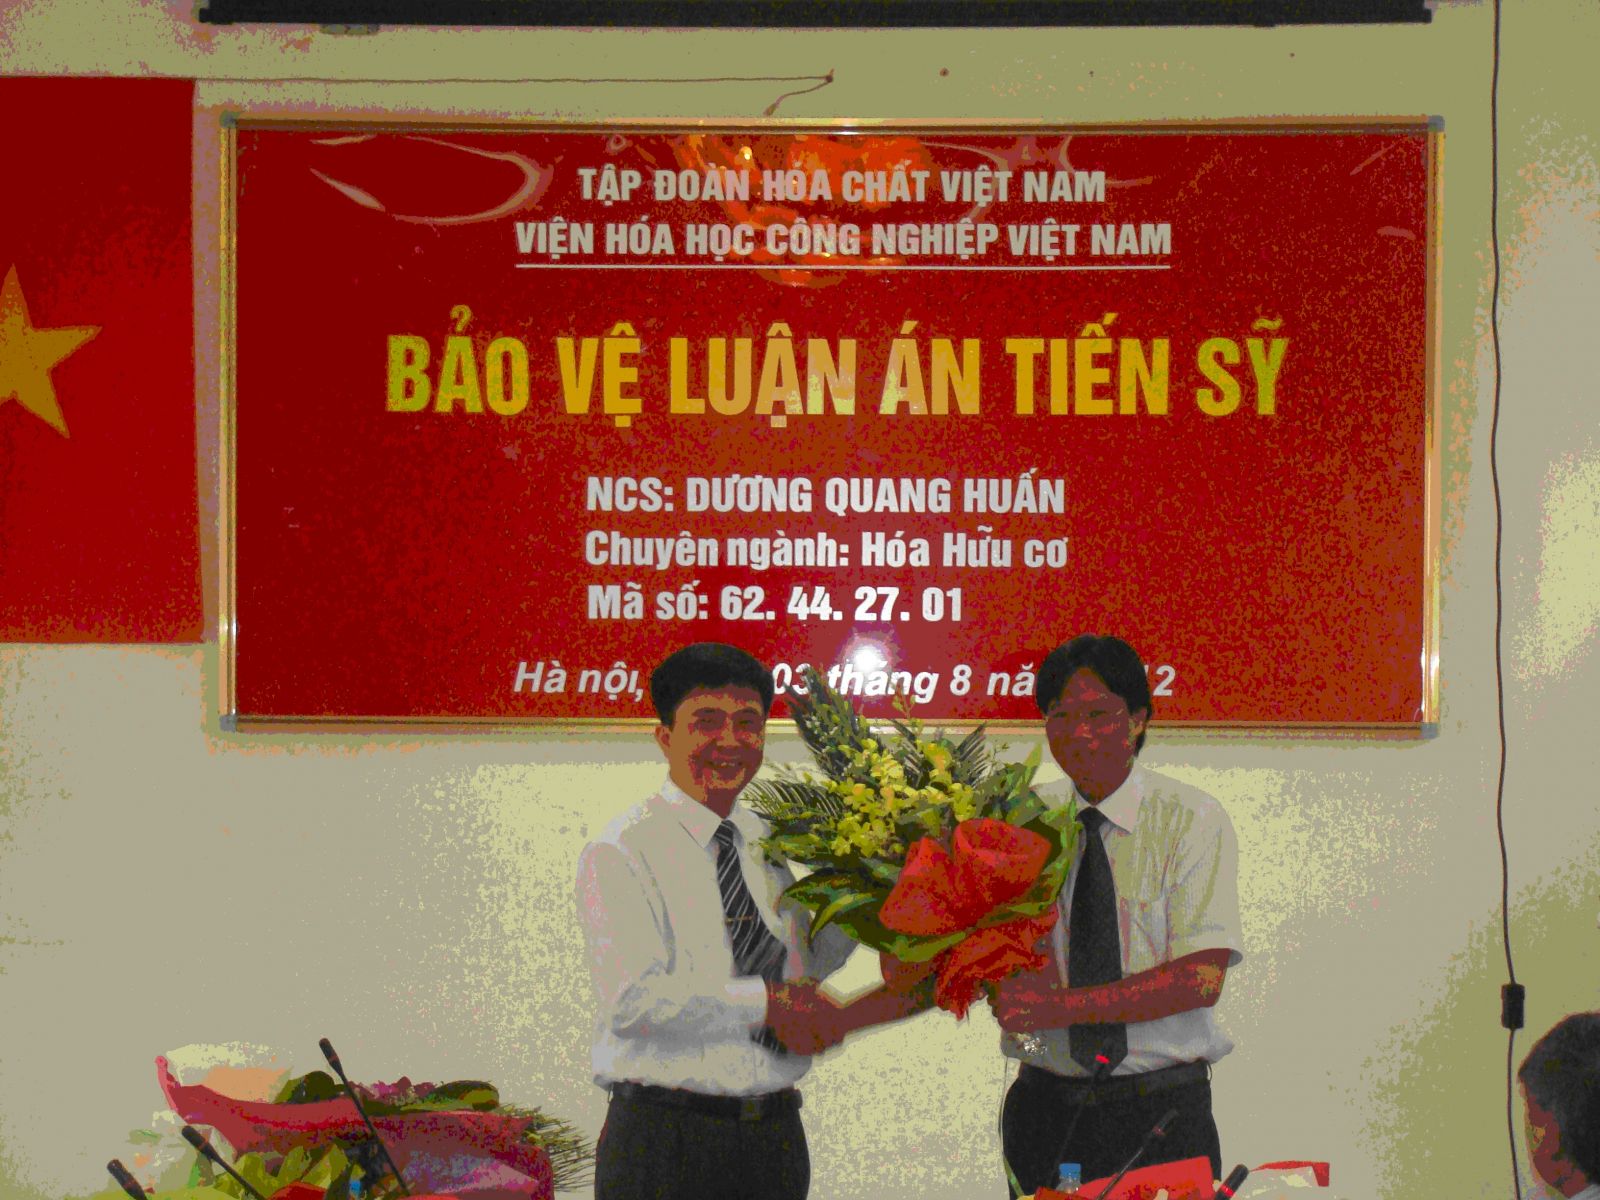 TẬP ĐOÀN HÓA CHẤT VIỆT NAM
VIỆN HÓA HỌC CÔNG NGHIỆP VIỆT NAM
BẢO VỆ LUẬN ÁN TIẾN SỸ
NCS: DƯƠNG QUANG HUẤN
Chuyên ngành: Hóa Hữu cơ
Mã số: 62. 44. 27. 01
Hà nội, 03 tháng 8